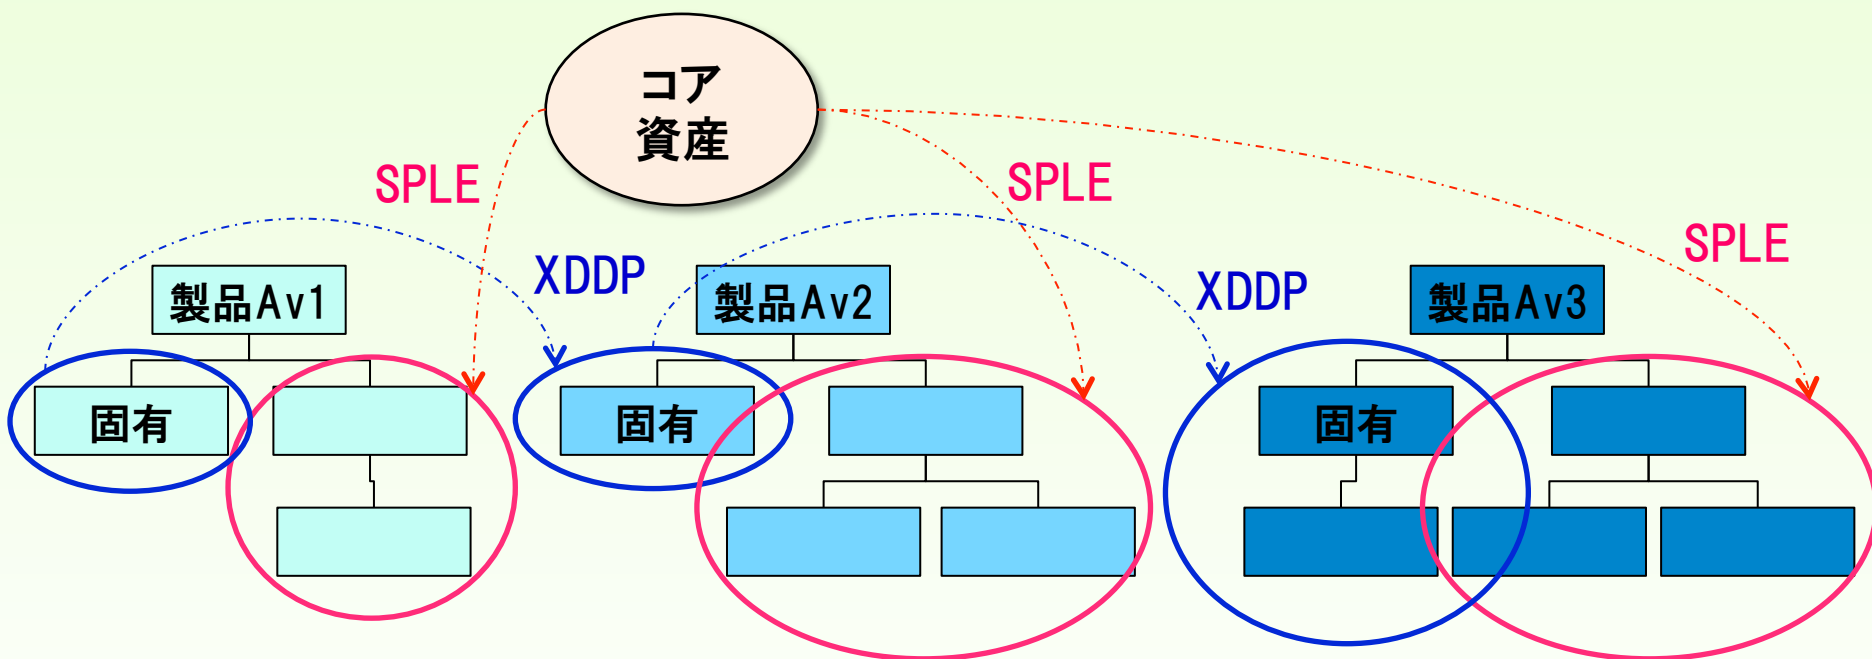 コア
資産
SPLE
SPLE
SPLE
XDDP
XDDP
製品Av1
製品Av2
製品Av3
固有
固有
固有